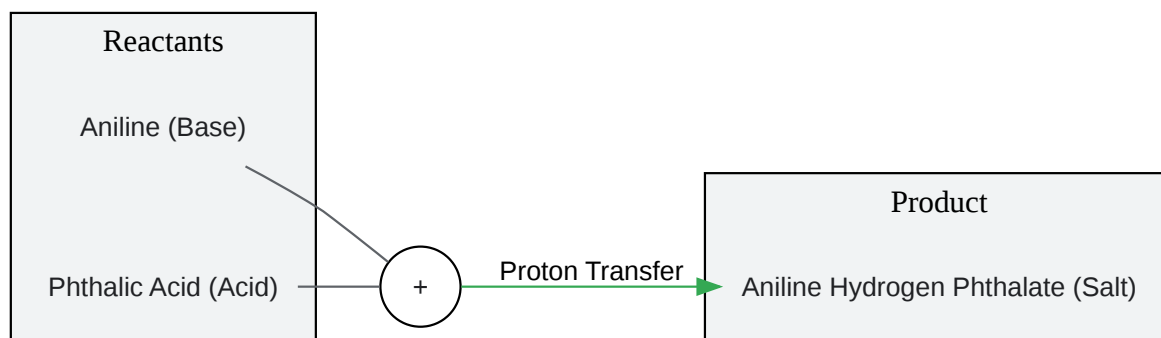 Reactants
Aniline (Base)
Phthalic Acid (Acid)
+
Proton Transfer
Product
Aniline Hydrogen Phthalate (Salt)